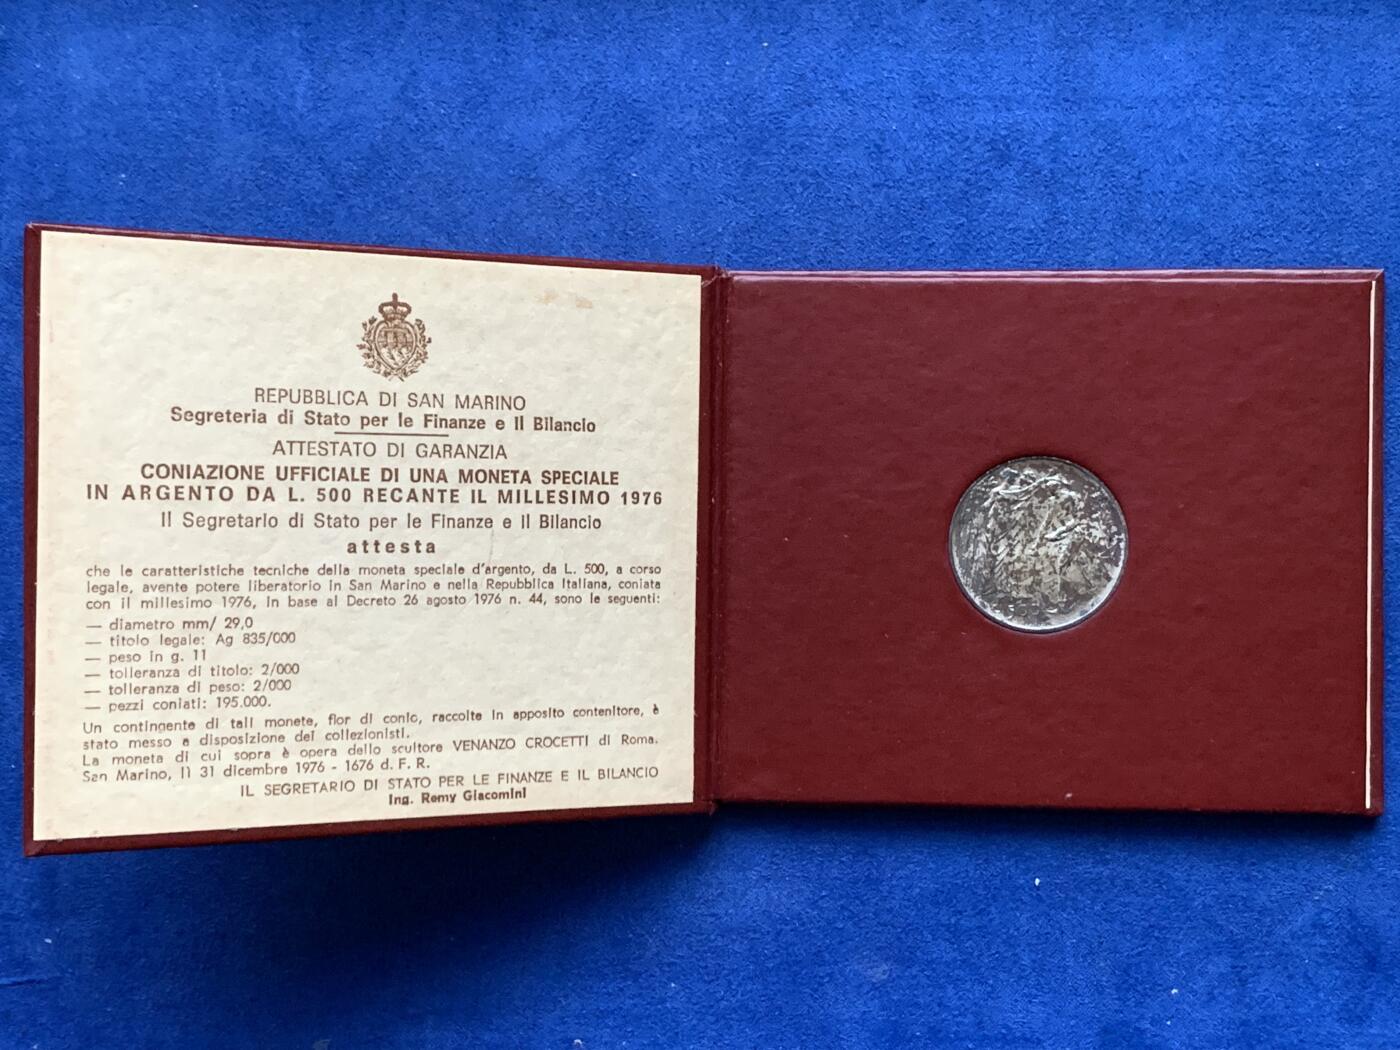 REPUBBLICA DI SAN MARINO
Segreteria di Stato per le Finanze e Il Bilancio
ATTESTATO DI GARANZIA
CONIAZIONE UFFICIALE DI UNA MONETA SPECIALE
IN ARGENTO DA L. 500 RECANTE IL MILLESIMO 1976
Il Segretario di Stato per le Finanze e Il Bilancio
attesta
che le caratteristiche tecniche della moneta speciale d'argento, da L. 500, a corso
legale, avente potere liberatorio in San Marino e nella Repubblica Italiana, coniata
con il millesimo 1976, in base al Decreto 26 agosto 1976 n. 44, sono le seguenti:
— diametro mm/ 29,0
— titolo legale: Ag 835/000
— peso in g. 11
— tolleranza di titolo: 2/000
— tolleranza di peso: 2/000
— pezzi coniati: 195.000.
Un contingente di tali monete, fior di conio, raccolte in apposito contenitore, è
stato messo a disposizione dei collezionisti.
La moneta di cui sopra è opera dello scultore VENANZO CROCETTI di Roma.
San Marino, lì 31 dicembre 1976 - 1676 d. F. R.
IL SEGRETARIO DI STATO PER LE FINANZE E IL BILANCIO
Ing. Remy Giacomini